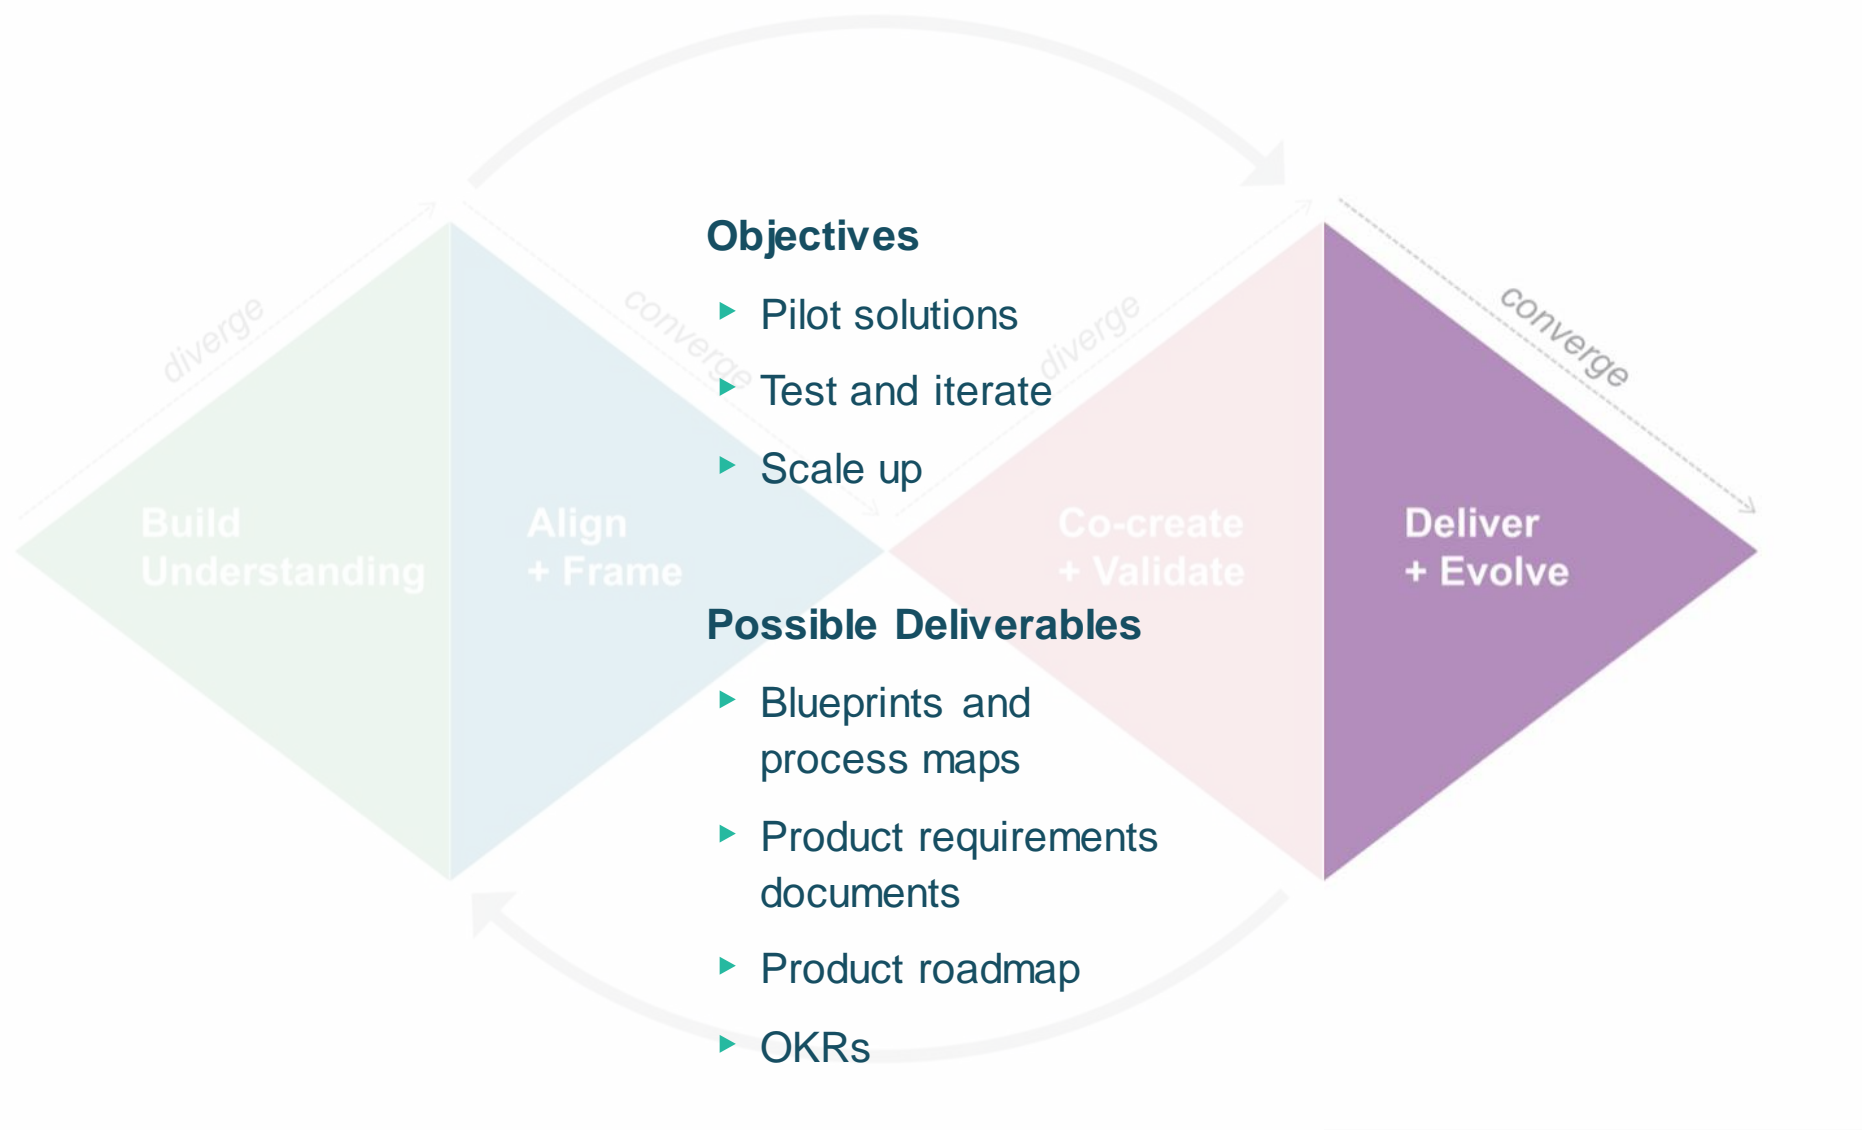 diverge
converge
diverge
converge
Objectives
Pilot solutions
Test and iterate
Scale up
Build
Understanding
Align
+ Frame
Co-create
+ Validate
Deliver
+ Evolve
Possible Deliverables
Blueprints and
process maps
Product requirements
documents
Product roadmap
OKRs